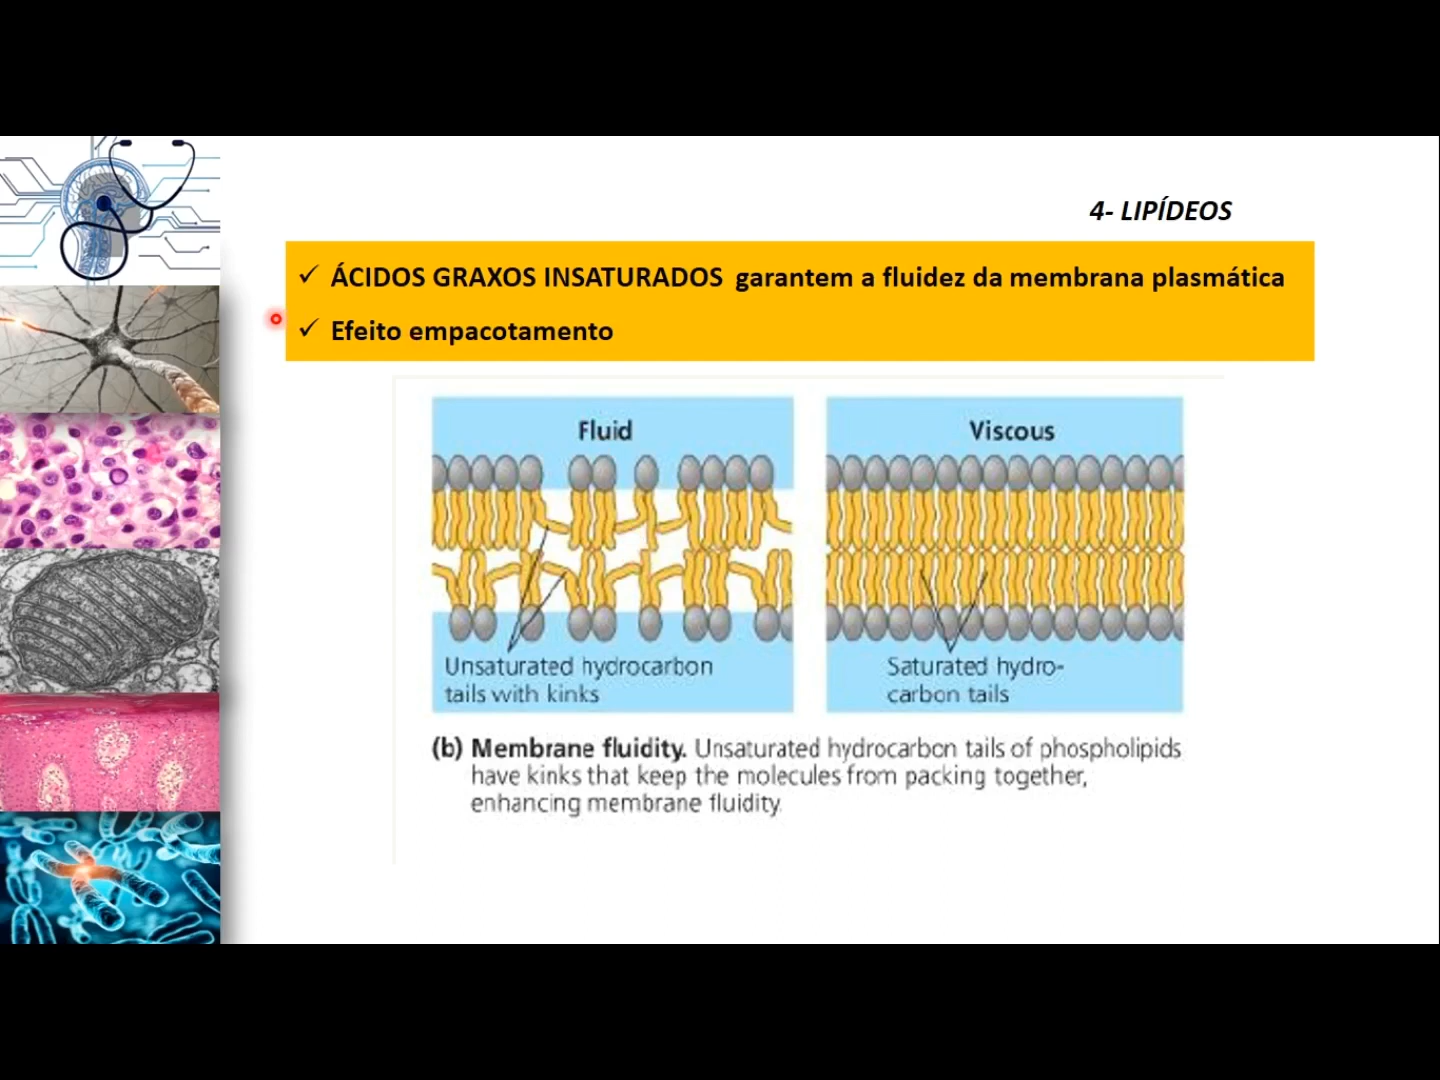 4- LIPÍDEOS
✓ ÁCIDOS GRAXOS INSATURADOS garantem a fluidez da membrana plasmática
✓ Efeito empacotamento
Fluid
Viscous
Unsaturated hydrocarbon
tails with kinks
Saturated hydro-
carbon tails
(b) Membrane fluidity. Unsaturated hydrocarbon tails of phospholipids
have kinks that keep the molecules from packing together,
enhancing membrane fluidity.